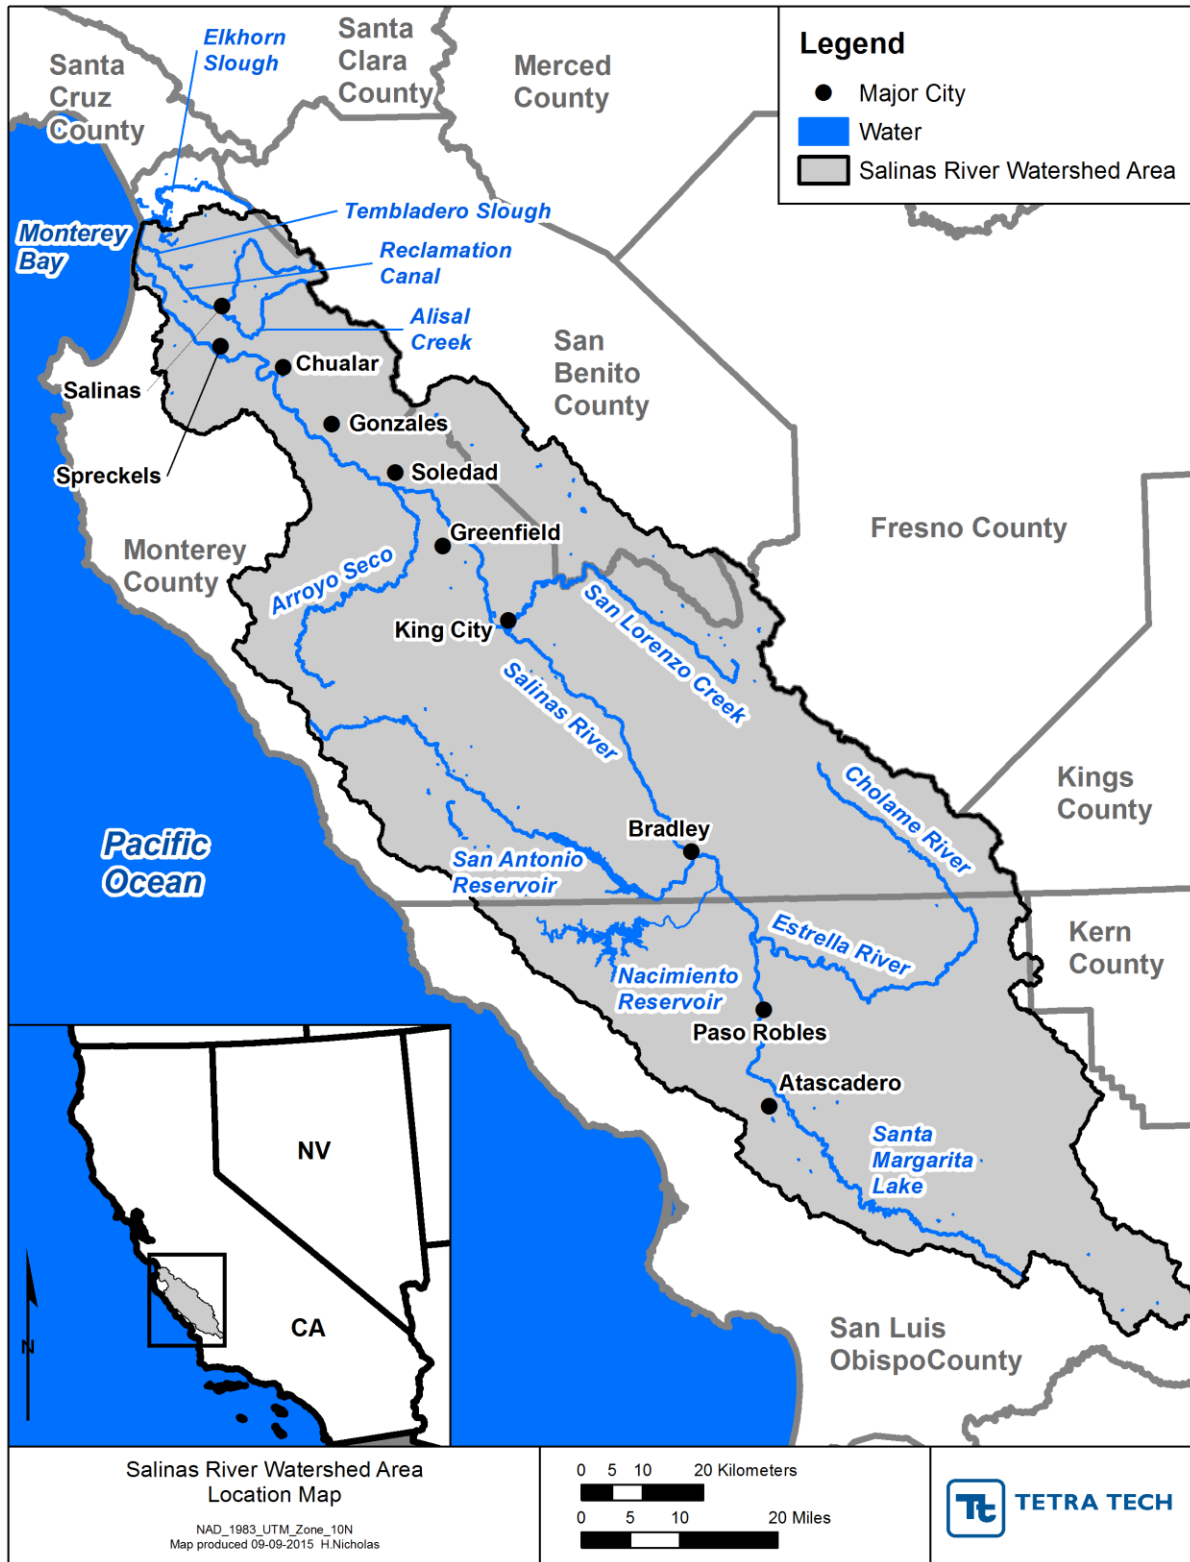 Elkhorn
Slough
Santa
Cruz
County
Santa
Clara
County
Merced
County
Legend
Major City
Water
Salinas River Watershed Area
Monterey
Bay
Tembladero Slough
Reclamation
Canal
Alisal
Creek
San
Benito
County
Salinas
Chualar
Gonzales
Spreckels
Soledad
Fresno County
Monterey
County
Greenfield
Arroyo Seco
King City
San Lorenzo Creek
Salinas River
Kings
County
Cholame River
Pacific
Ocean
Bradley
San Antonio
Reservoir
Estrella River
Kern
County
Nacimiento
Reservoir
Paso Robles
Atascadero
Santa
Margarita
Lake
San Luis
ObispoCounty
NV
CA
N
Salinas River Watershed Area
Location Map
NAD_1983_UTM_Zone_10N
Map produced 09-09-2015 H.Nicholas
0 5 10 20 Kilometers
0 5 10 20 Miles
Tt
TETRA TECH